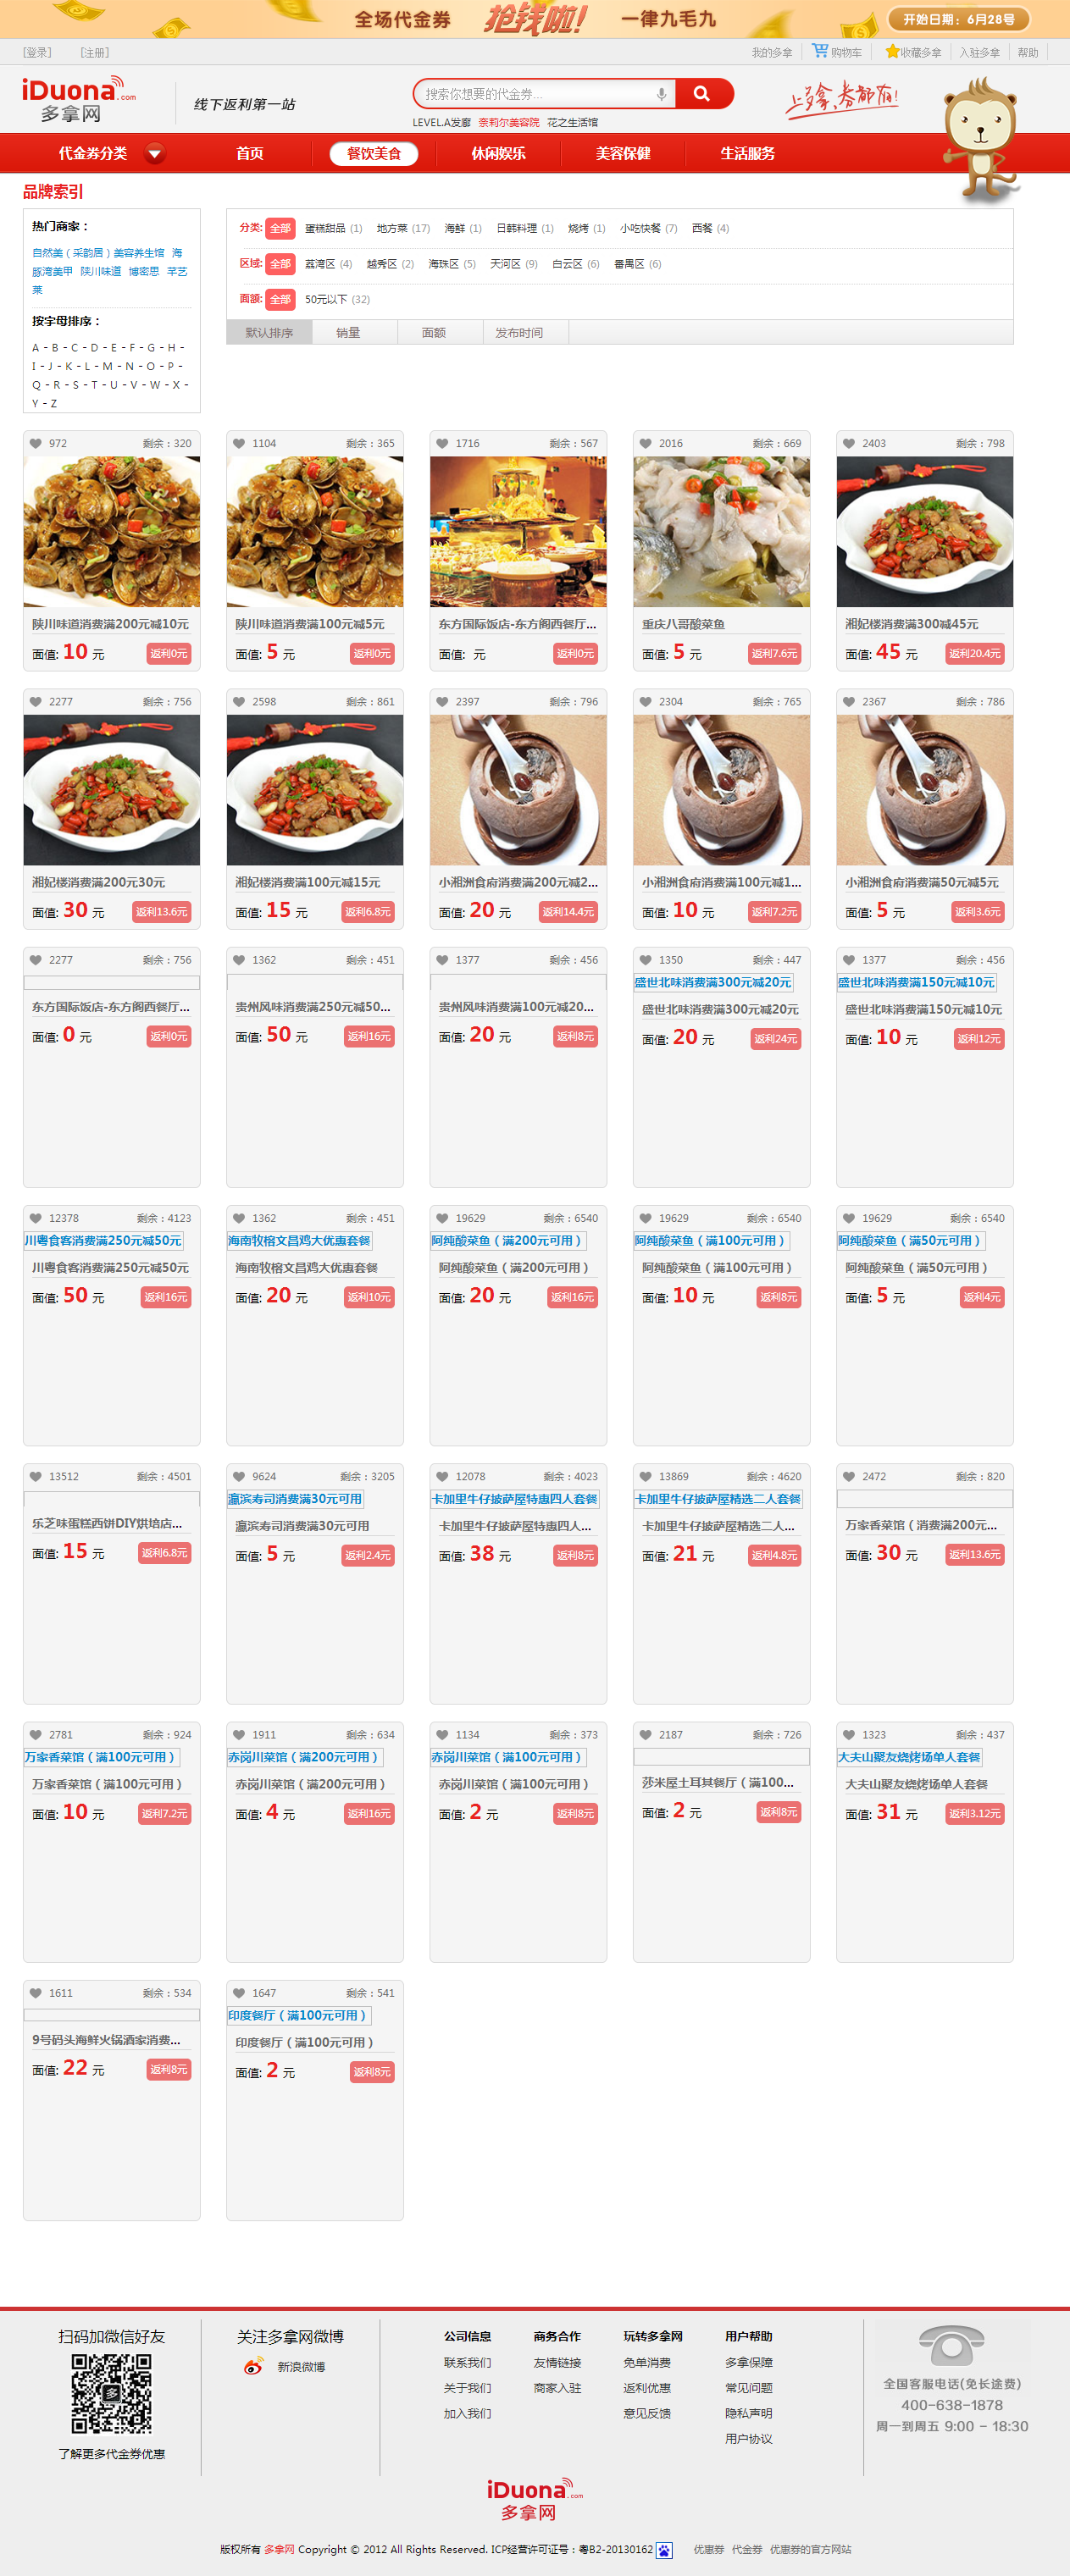 全场代金券 抢钱啦! 一律九毛九 开始日期：6月28号
[登录] [注册] 我的多拿 购物车 收藏多拿 入驻多拿 帮助
iDuona.com 多拿网 线下返利第一站 搜索你想要的代金券... 上多拿,券都有!
LEVEL.A发廊 奈莉尔美容院 花之生活馆
代金券分类 首页 餐饮美食 休闲娱乐 美容保健 生活服务
品牌索引
热门商家：
自然美（采韵居）美容养生馆 海
豚湾美甲 陕川味道 博密思 芊艺
莱
按字母排序：
A - B - C - D - E - F - G - H -
I - J - K - L - M - N - O - P -
Q - R - S - T - U - V - W - X -
Y - Z
分类: 全部 蛋糕甜品 (1) 地方菜 (17) 海鲜 (1) 日韩料理 (1) 烧烤 (1) 小吃快餐 (7) 西餐 (4)
区域: 全部 荔湾区 (4) 越秀区 (2) 海珠区 (5) 天河区 (9) 白云区 (6) 番禺区 (6)
面额: 全部 50元以下 (32)
默认排序 销量 面额 发布时间
972 剩余：320 1104 剩余：365 1716 剩余：567 2016 剩余：669 2403 剩余：798
陕川味道消费满200元减10元 陕川味道消费满100元减5元 东方国际饭店-东方阁西餐厅... 重庆八哥酸菜鱼 湘妃楼消费满300减45元
面值: 10 元 返利0元 面值: 5 元 返利0元 面值: 元 返利0元 面值: 5 元 返利7.6元 面值: 45 元 返利20.4元
2277 剩余：756 2598 剩余：861 2397 剩余：796 2304 剩余：765 2367 剩余：786
湘妃楼消费满200元30元 湘妃楼消费满100元减15元 小湘洲食府消费满200元减2... 小湘洲食府消费满100元减1... 小湘洲食府消费满50元减5元
面值: 30 元 返利13.6元 面值: 15 元 返利6.8元 面值: 20 元 返利14.4元 面值: 10 元 返利7.2元 面值: 5 元 返利3.6元
2277 剩余：756 1362 剩余：451 1377 剩余：456 1350 剩余：447 1377 剩余：456
盛世北味消费满300元减20元 盛世北味消费满150元减10元
东方国际饭店-东方阁西餐厅... 贵州风味消费满250元减50... 贵州风味消费满100元减20... 盛世北味消费满300元减20元 盛世北味消费满150元减10元
面值: 0 元 返利0元 面值: 50 元 返利16元 面值: 20 元 返利8元 面值: 20 元 返利24元 面值: 10 元 返利12元
12378 剩余：4123 1362 剩余：451 19629 剩余：6540 19629 剩余：6540 19629 剩余：6540
川粤食客消费满250元减50元 海南牧榕文昌鸡大优惠套餐 阿纯酸菜鱼（满200元可用） 阿纯酸菜鱼（满100元可用） 阿纯酸菜鱼（满50元可用）
川粤食客消费满250元减50元 海南牧榕文昌鸡大优惠套餐 阿纯酸菜鱼（满200元可用） 阿纯酸菜鱼（满100元可用） 阿纯酸菜鱼（满50元可用）
面值: 50 元 返利16元 面值: 20 元 返利10元 面值: 20 元 返利16元 面值: 10 元 返利8元 面值: 5 元 返利4元
13512 剩余：4501 9624 剩余：3205 12078 剩余：4023 13869 剩余：4620 2472 剩余：820
瀛滨寿司消费满30元可用 卡加里牛仔披萨屋特惠四人套餐 卡加里牛仔披萨屋精选二人套餐
乐芝味蛋糕西饼DIY烘培店... 瀛滨寿司消费满30元可用 卡加里牛仔披萨屋特惠四人... 卡加里牛仔披萨屋精选二人... 万家香菜馆（消费满200元...
面值: 15 元 返利6.8元 面值: 5 元 返利2.4元 面值: 38 元 返利8元 面值: 21 元 返利4.8元 面值: 30 元 返利13.6元
2781 剩余：924 1911 剩余：634 1134 剩余：373 2187 剩余：726 1323 剩余：437
万家香菜馆（满100元可用） 赤岗川菜馆（满200元可用） 赤岗川菜馆（满100元可用） 大夫山聚友烧烤场单人套餐
万家香菜馆（满100元可用） 赤岗川菜馆（满200元可用） 赤岗川菜馆（满100元可用） 莎米屋土耳其餐厅（满100... 大夫山聚友烧烤场单人套餐
面值: 10 元 返利7.2元 面值: 4 元 返利16元 面值: 2 元 返利8元 面值: 2 元 返利8元 面值: 31 元 返利3.12元
1611 剩余：534 1647 剩余：541
印度餐厅（满100元可用）
9号码头海鲜火锅酒家消费... 印度餐厅（满100元可用）
面值: 22 元 返利8元 面值: 2 元 返利8元
扫码加微信好友 关注多拿网微博 公司信息 商务合作 玩转多拿网 用户帮助
新浪微博 联系我们 友情链接 免单消费 多拿保障
关于我们 商家入驻 返利优惠 常见问题 全国客服电话(免长途费)
加入我们 意见反馈 隐私声明 400-638-1878
用户协议 周一到周五 9:00 - 18:30
多
了解更多代金券优惠
iDuona.com
多拿网
版权所有 多拿网 Copyright © 2012 All Rights Reserved. ICP经营许可证号：粤B2-20130162 优惠券 代金券 优惠券的官方网站